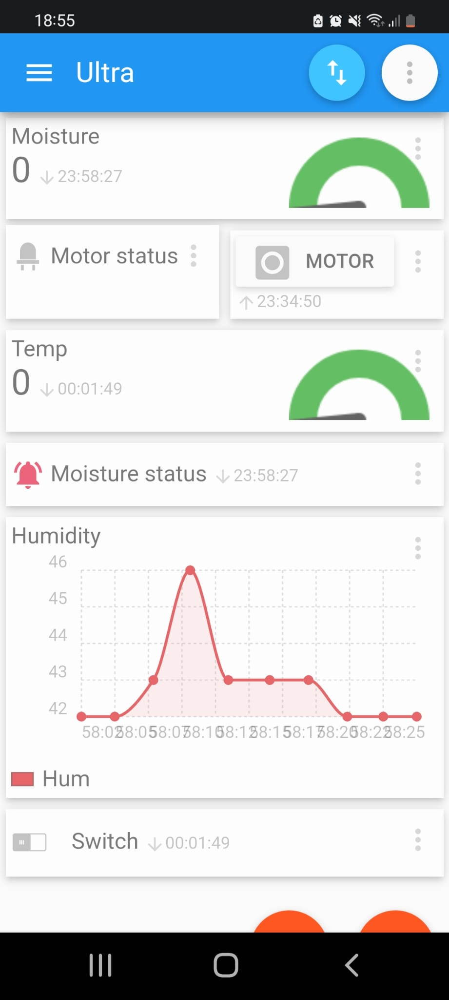 18:55
Ultra
Moisture
0 23:58:27
Motor status
MOTOR
23:34:50
Temp
0 00:01:49
Moisture status 23:58:27
Humidity
46
45
44
43
42
58:02 58:05 58:07 58:10 58:12 58:15 58:17 58:20 58:22 58:25
Hum
Switch 00:01:49